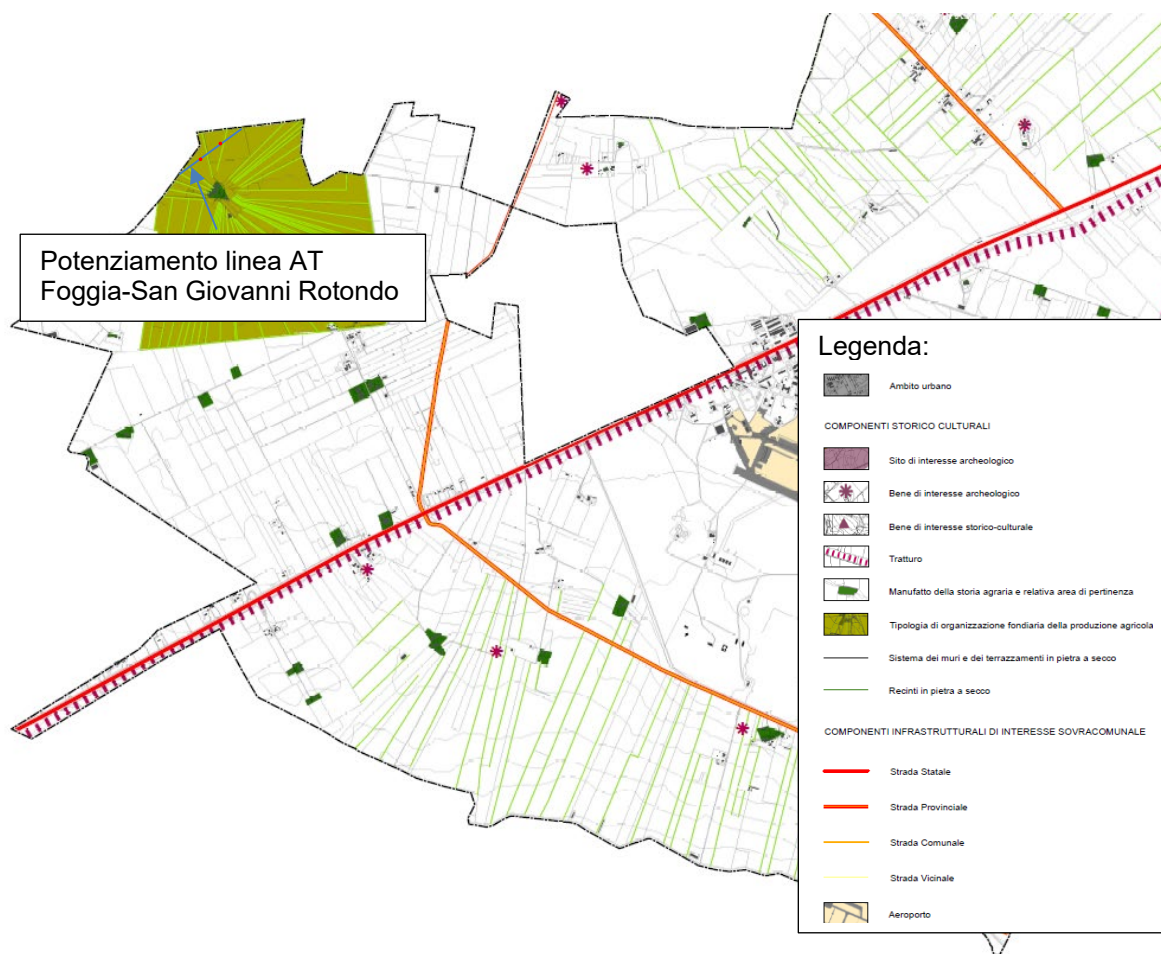 Potenziamento linea AT
Foggia-San Giovanni Rotondo
Legenda:
Ambito urbano
COMPONENTI STORICO CULTURALI
Sito di interesse archeologico
Bene di interesse archeologico
Bene di interesse storico-culturale
Tratturo
Manufatto della storia agraria e relativa area di pertinenza
Tipologia di organizzazione fondiaria della produzione agricola
Sistema dei muri e dei terrazzamenti in pietra a secco
Recinti in pietra a secco
COMPONENTI INFRASTRUTTURALI DI INTERESSE SOVRACOMUNALE
Strada Statale
Strada Provinciale
Strada Comunale
Strada Vicinale
Aeroporto